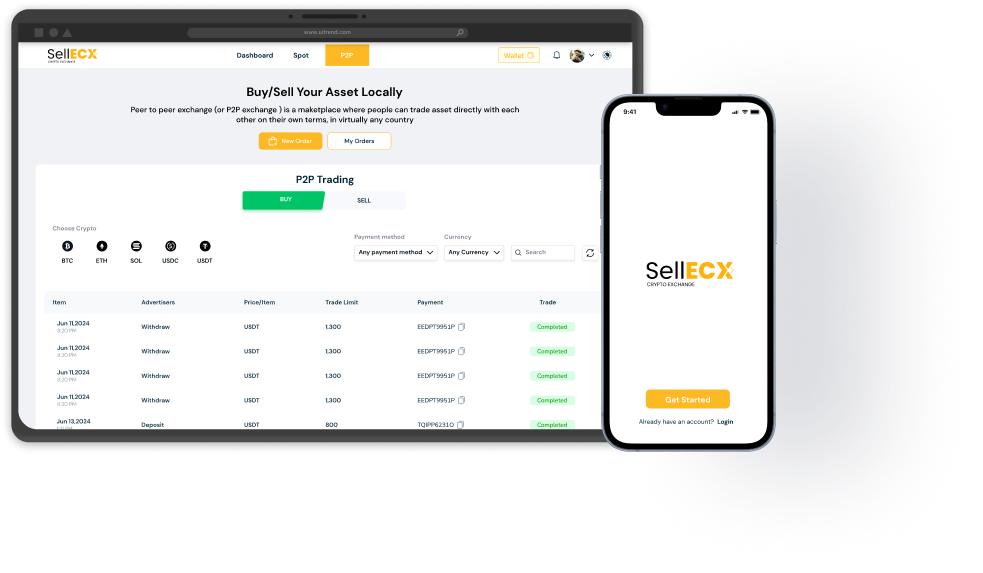 www.uitrend.com
SellECX
CRYPTO EXCHANGE
Dashboard Spot P2P Wallet
Buy/Sell Your Asset Locally
Peer to peer exchange (or P2P exchange ) is a maketplace where people can trade asset directly with each
other on their own terms, in virtually any country
New Order My Orders
P2P Trading
BUY SELL
Choose Crypto
BTC ETH SOL USDC USDT
Payment method Currency
Any payment method Any Currency Search
Item Advertisers Price/Item Trade Limit Payment Trade
Jun 11,2024 Withdraw USDT 1,300 EEDPT9951P Completed
8:20 PM
Jun 11,2024 Withdraw USDT 1,300 EEDPT9951P Completed
8:20 PM
Jun 11,2024 Withdraw USDT 1,300 EEDPT9951P Completed
8:20 PM
Jun 11,2024 Withdraw USDT 1,300 EEDPT9951P Completed
8:20 PM
Jun 13,2024 Deposit USDT 800 TQIPP6231O Completed
9:41
SellECX
CRYPTO EXCHANGE
Get Started
Already have an account? Login